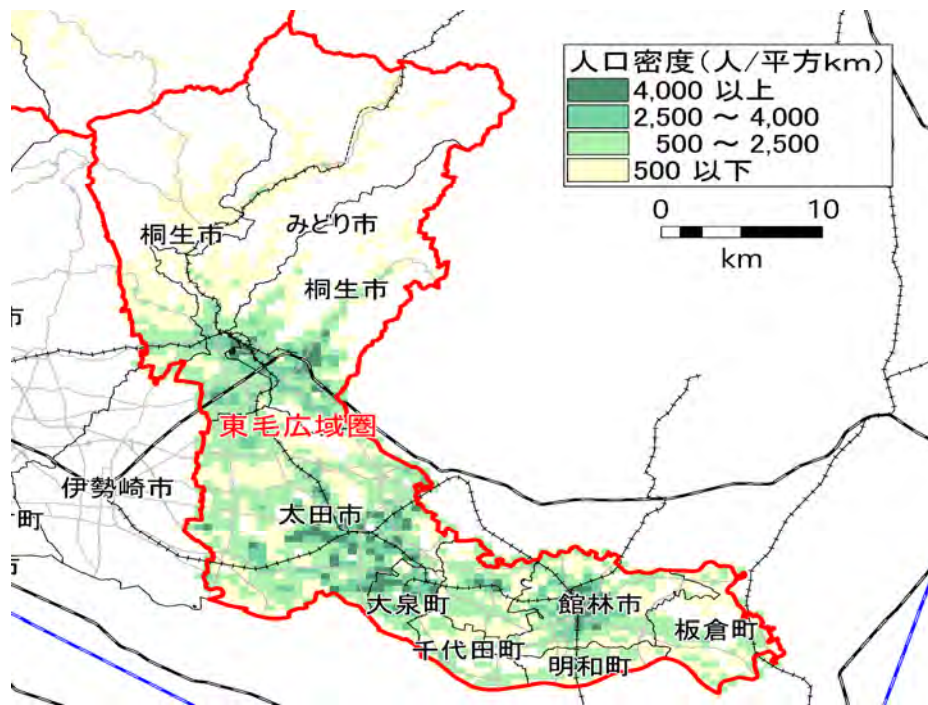 人口密度(人/平方km)
4,000 以上
2,500 ～ 4,000
500 ～ 2,500
500 以下
0 10
km
桐生市
みどり市
桐生市
市
東毛広域圏
伊勢崎市
太田市
町
市
大泉町
館林市
板倉町
千代田町
明和町